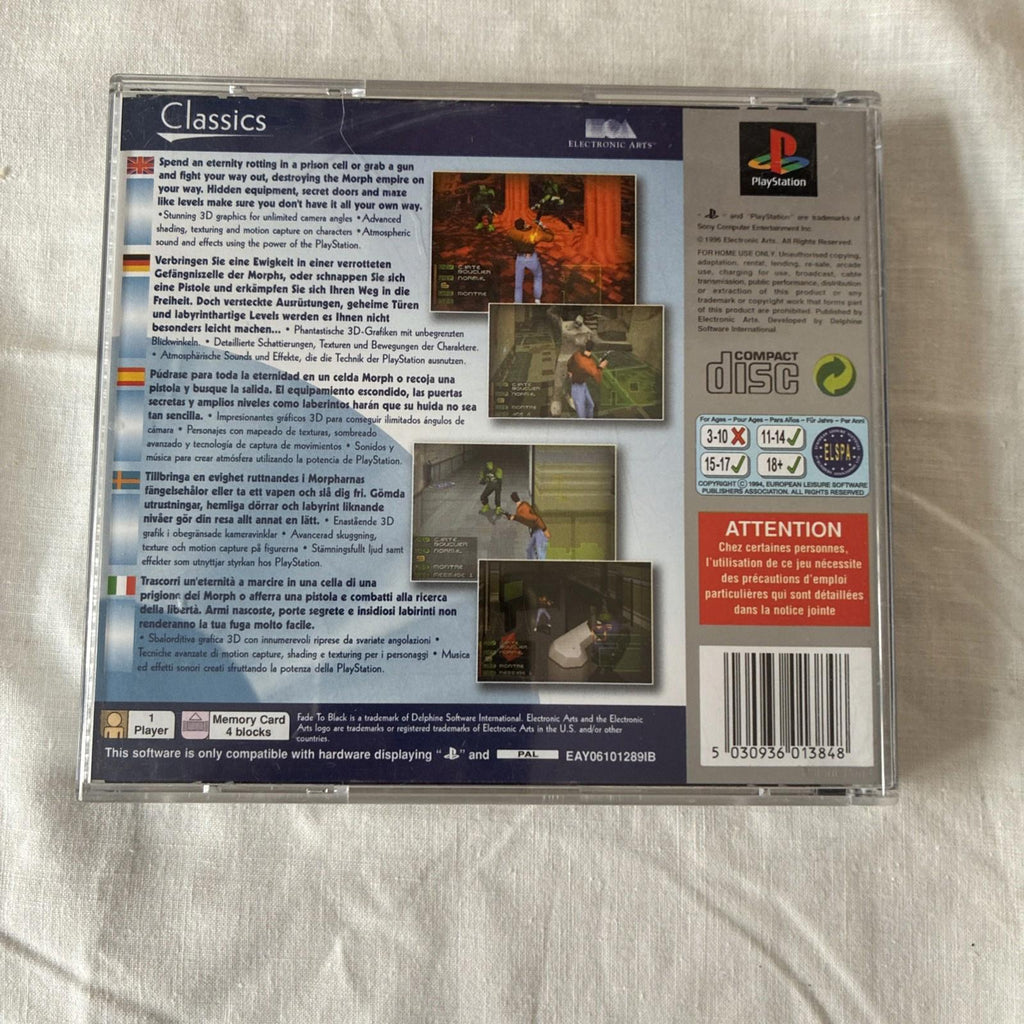 Classics
ELECTRONIC ARTS™
Spend an eternity rotting in a prison cell or grab a gun
and fight your way out, destroying the Morph empire on
your way. Hidden equipment, secret doors and maze
like levels make sure you don't have it all your own way.
•Stunning 3D graphics for unlimited camera angles •Advanced
shading, texturing and motion capture on characters •Atmospheric
sound and effects using the power of the PlayStation.
Verbringen Sie eine Ewigkeit in einer verrotteten
Gefängniszelle der Morphs, oder schnappen Sie sich
eine Pistole und erkämpfen Sie sich Ihren Weg in die
Freiheit. Doch versteckte Ausrüstungen, geheime Türen
und labyrinthartige Levels werden es Ihnen nicht
besonders leicht machen... • Phantastische 3D-Grafiken mit unbegrenzten
Blickwinkeln. • Detaillierte Schattierungen, Texturen und Bewegungen der Charaktere.
• Atmosphärische Sounds und Effekte, die die Technik der PlayStation ausnutzen.
Púdrase para toda la eternidad en un celda Morph o recoja una
pistola y busque la salida. El equipamiento escondido, las puertas
secretas y amplios niveles como laberintos harán que su huida no sea
tan sencilla. • Impresionantes gráficos 3D para conseguir ilimitados ángulos de
cámara • Personajes con mapeado de texturas, sombreado
avanzado y tecnología de captura de movimientos • Sonidos y
música para crear atmósfera utilizando la potencia de PlayStation.
Tillbringa en evighet ruttnandes i Morpharnas
fängelsehålor eller ta ett vapen och slå dig fri. Gömda
utrustningar, hemliga dörrar och labyrint liknande
nivåer gör din resa allt annat en lätt. • Enastående 3D
grafik i obegränsade kameravinklar • Avancerad skuggning,
texture och motion capture på figurerna • Stämningsfullt ljud samt
effekter som utnyttjar styrkan hos PlayStation.
Trascorri un'eternità a marcire in una cella di una
prigione dei Morph o afferra una pistola e combatti alla ricerca
della libertà. Armi nascoste, porte segrete e insidiosi labirinti non
renderanno la tua fuga molto facile.
• Sbalorditiva grafica 3D con innumerevoli riprese da svariate angolazioni •
Tecniche avanzate di motion capture, shading e texturing per i personaggi • Musica
ed effetti sonori creati sfruttando la potenza della PlayStation.
1
Player
Memory Card
4 blocks
Fade To Black is a trademark of Delphine Software International. Electronic Arts and the Electronic
Arts logo are trademarks or registered trademarks of Electronic Arts in the U.S. and/or other
countries.
This software is only compatible with hardware displaying " " and PAL EAY06101289IB
PlayStation
" " and "PlayStation" are trademarks of
Sony Computer Entertainment Inc.
© 1996 Electronic Arts. All Rights Reserved.
FOR HOME USE ONLY. Unauthorised copying,
adaptation, rental, lending, re-sale, arcade
use, charging for use, broadcast, cable
transmission, public performance, distribution
or extraction of this product or any
trademark or copyright work that forms part
of this product are prohibited. Published by
Electronic Arts. Developed by Delphine
Software International.
COMPACT
disc
For Ages - Pour Ages - Para Años - Für Jahre - Per Anni
3-10 11-14
15-17 18+
ELSPA
COPYRIGHT © 1994, EUROPEAN LEISURE SOFTWARE
PUBLISHERS ASSOCIATION, ALL RIGHTS RESERVED
ATTENTION
Chez certaines personnes,
l'utilisation de ce jeu nécessite
des précautions d'emploi
particulières qui sont détaillées
dans la notice jointe
5 030936 013848